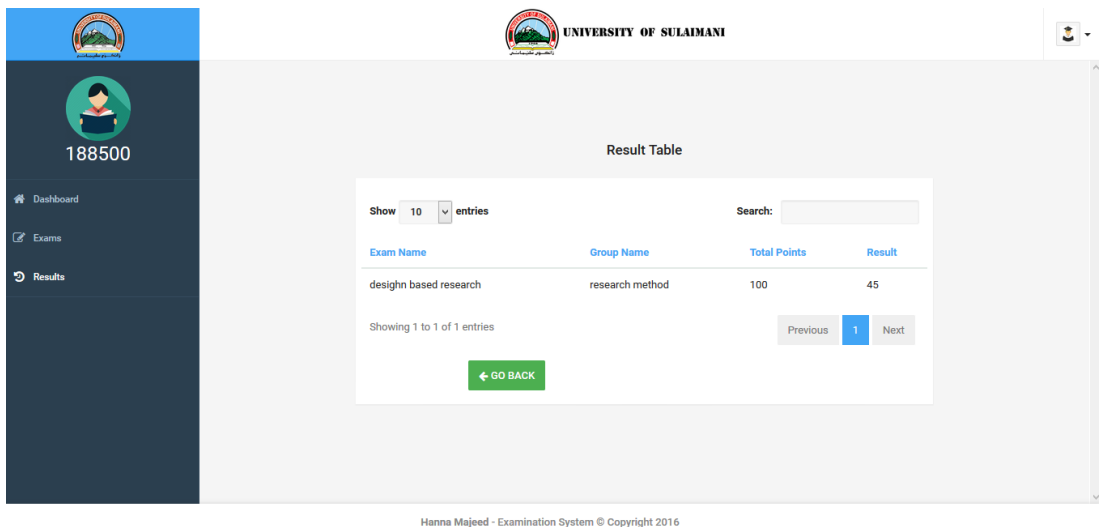 UNIVERSITY OF SULAIMANI
188500
Dashboard
Exams
Results
Result Table
Show 10 entries Search:
Exam Name Group Name Total Points Result
desighn based research research method 100 45
Showing 1 to 1 of 1 entries Previous 1 Next
GO BACK
Hanna Majeed - Examination System © Copyright 2016